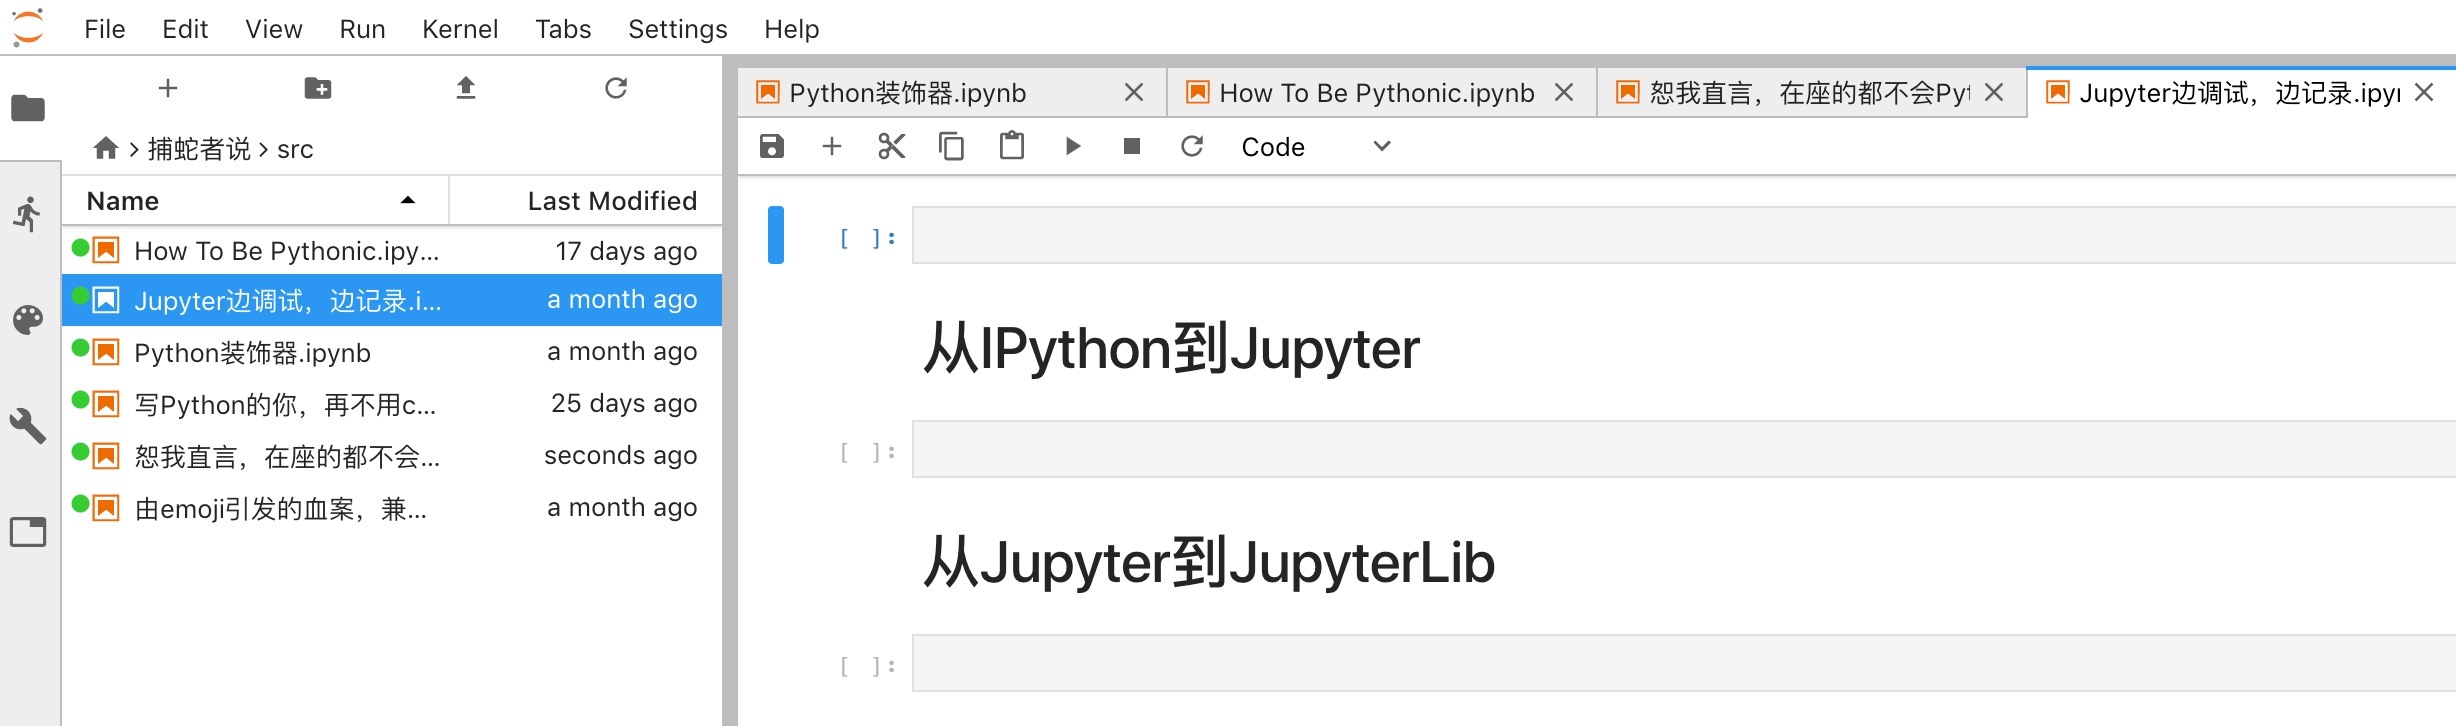 File Edit View Run Kernel Tabs Settings Help
捕蛇者说 > src
Name Last Modified
How To Be Pythonic.ipy... 17 days ago
Jupyter边调试，边记录.i... a month ago
Python装饰器.ipynb a month ago
写Python的你，再不用c... 25 days ago
恕我直言，在座的都不会... seconds ago
由emoji引发的血案，兼... a month ago
Python装饰器.ipynb How To Be Pythonic.ipynb 恕我直言，在座的都不会Pyt Jupyter边调试，边记录.ipyn
Code
[ ]:
从IPython到Jupyter
[ ]:
从Jupyter到JupyterLib
[ ]: